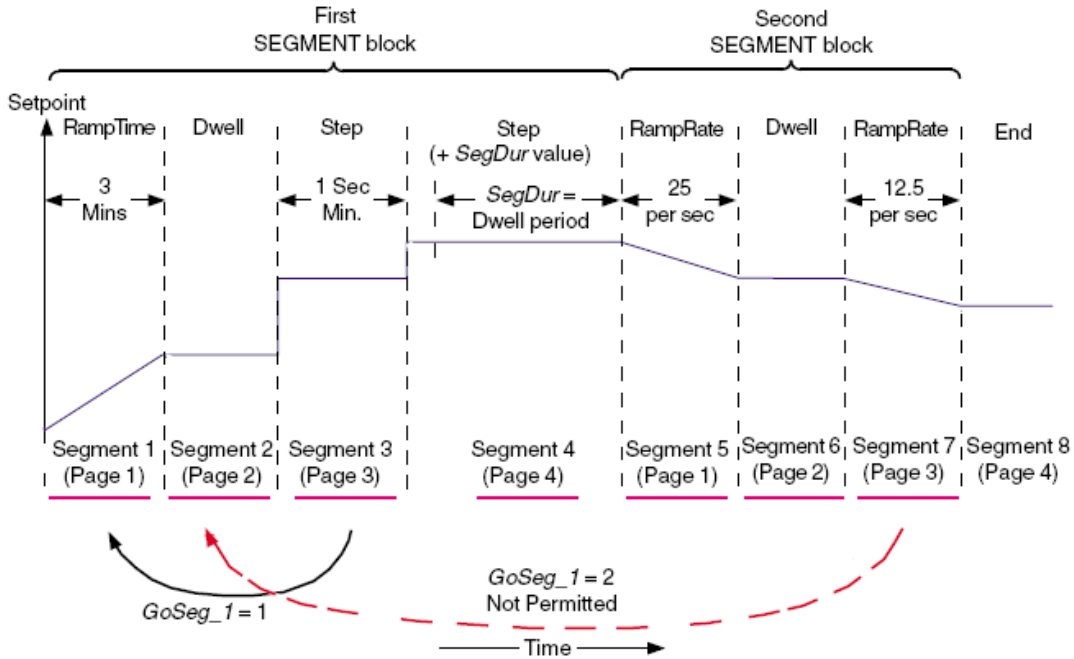 First
SEGMENT block
Second
SEGMENT block
Setpoint
RampTime
Dwell
Step
Step
(+ SegDur value)
RampRate
Dwell
RampRate
End
3
Mins
1 Sec
Min.
SegDur =
Dwell period
25
per sec
12.5
per sec
Segment 1
(Page 1)
Segment 2
(Page 2)
Segment 3
(Page 3)
Segment 4
(Page 4)
Segment 5
(Page 1)
Segment 6
(Page 2)
Segment 7
(Page 3)
Segment 8
(Page 4)
GoSeg_1 = 1
GoSeg_1 = 2
Not Permitted
Time